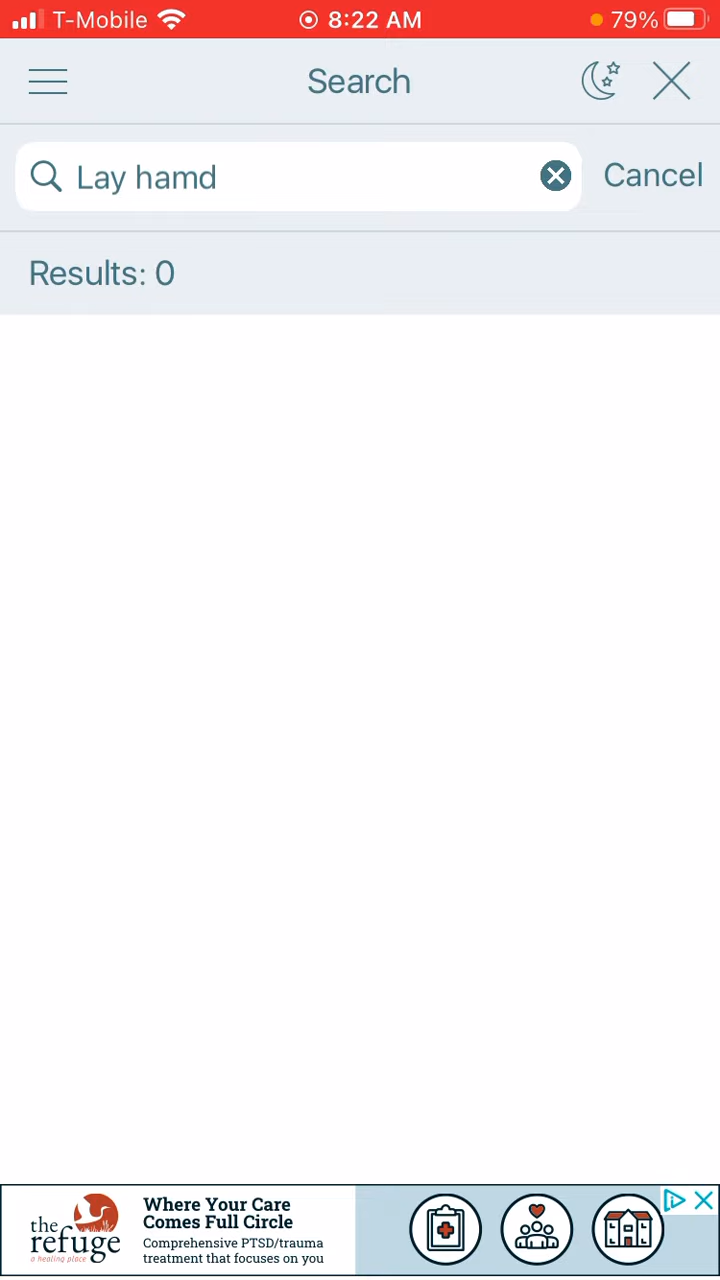 T-Mobile 8:22 AM 79%
Search
Lay hamd Cancel
Results: 0
the refuge
a healing place
Where Your Care
Comes Full Circle
Comprehensive PTSD/trauma
treatment that focuses on you